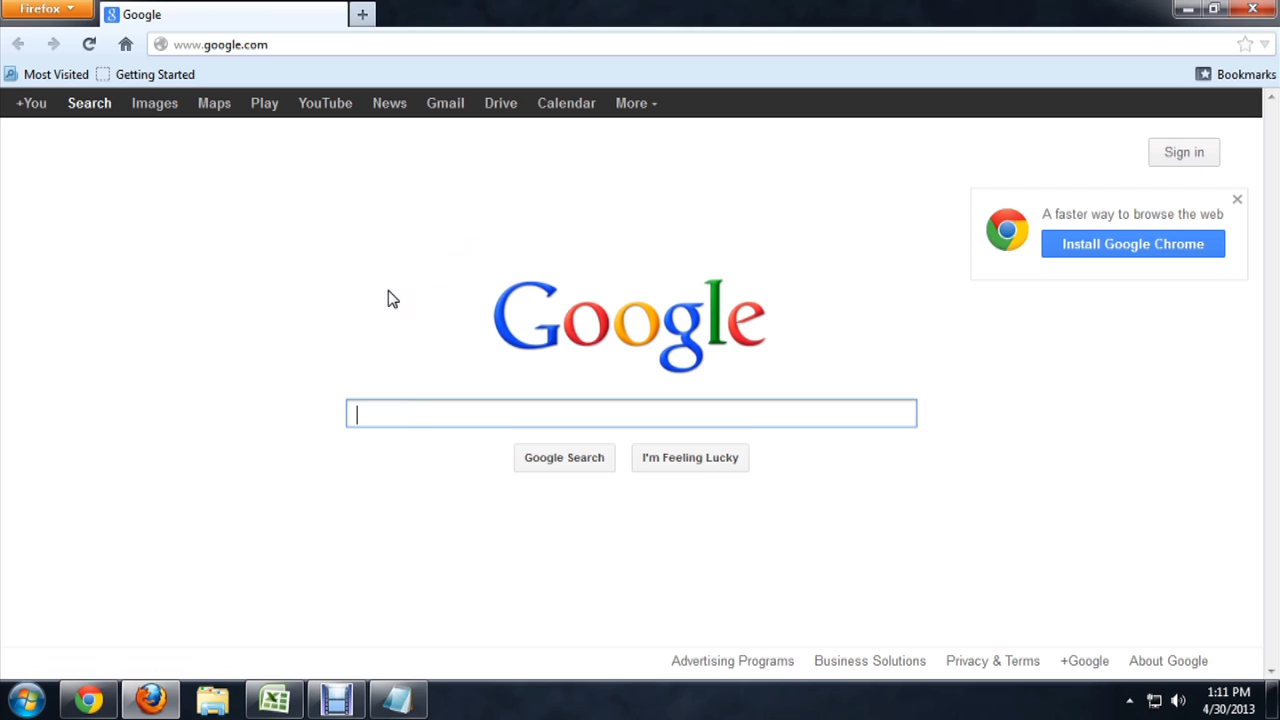 Firefox
Google
www.google.com
Most Visited Getting Started Bookmarks
+You Search Images Maps Play YouTube News Gmail Drive Calendar More
Sign in
A faster way to browse the web
Install Google Chrome
Google
Google Search I'm Feeling Lucky
Advertising Programs Business Solutions Privacy & Terms +Google About Google
1:11 PM
4/30/2013